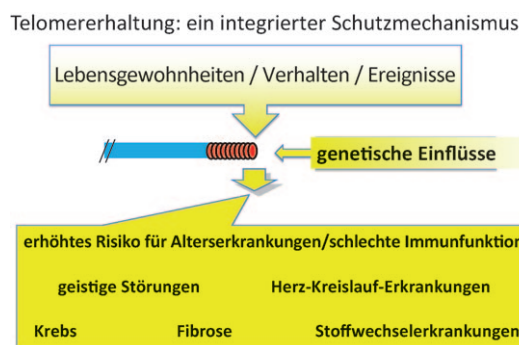 Telomererhaltung: ein integrierter Schutzmechanismus
Lebensgewohnheiten / Verhalten / Ereignisse
genetische Einflüsse
erhöhtes Risiko für Alterserkrankungen/schlechte Immunfunktion
geistige Störungen Herz-Kreislauf-Erkrankungen
Krebs Fibrose Stoffwechselerkrankungen